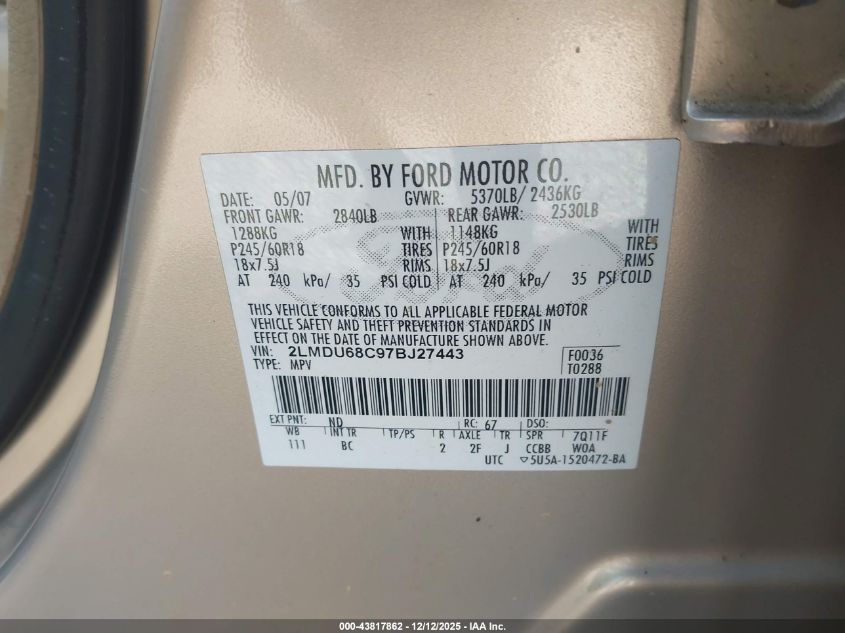 MFD. BY FORD MOTOR CO.
DATE: 05/07 GVWR: 5370LB/ 2436KG
FRONT GAWR: 2840LB REAR GAWR: 2530LB
1288KG WITH 1148KG WITH
P245/60R18 TIRES P245/60R18 TIRES
18x7.5J RIMS 18x7.5J RIMS
AT 240 kPa/ 35 PSI COLD AT 240 kPa/ 35 PSI COLD
THIS VEHICLE CONFORMS TO ALL APPLICABLE FEDERAL MOTOR
VEHICLE SAFETY AND THEFT PREVENTION STANDARDS IN
EFFECT ON THE DATE OF MANUFACTURE SHOWN ABOVE.
VIN: 2LMDU68C97BJ27443 F0036
TYPE: MPV T0288
EXT PNT: ND RC: 67 DSO:
WB INT TR TP/PS R AXLE TR SPR 7Q11F
111 BC 2 2F J CCBB WOA
UTC ▽5U5A-1520472-BA
000-43817862 - 12/12/2025 - IAA Inc.